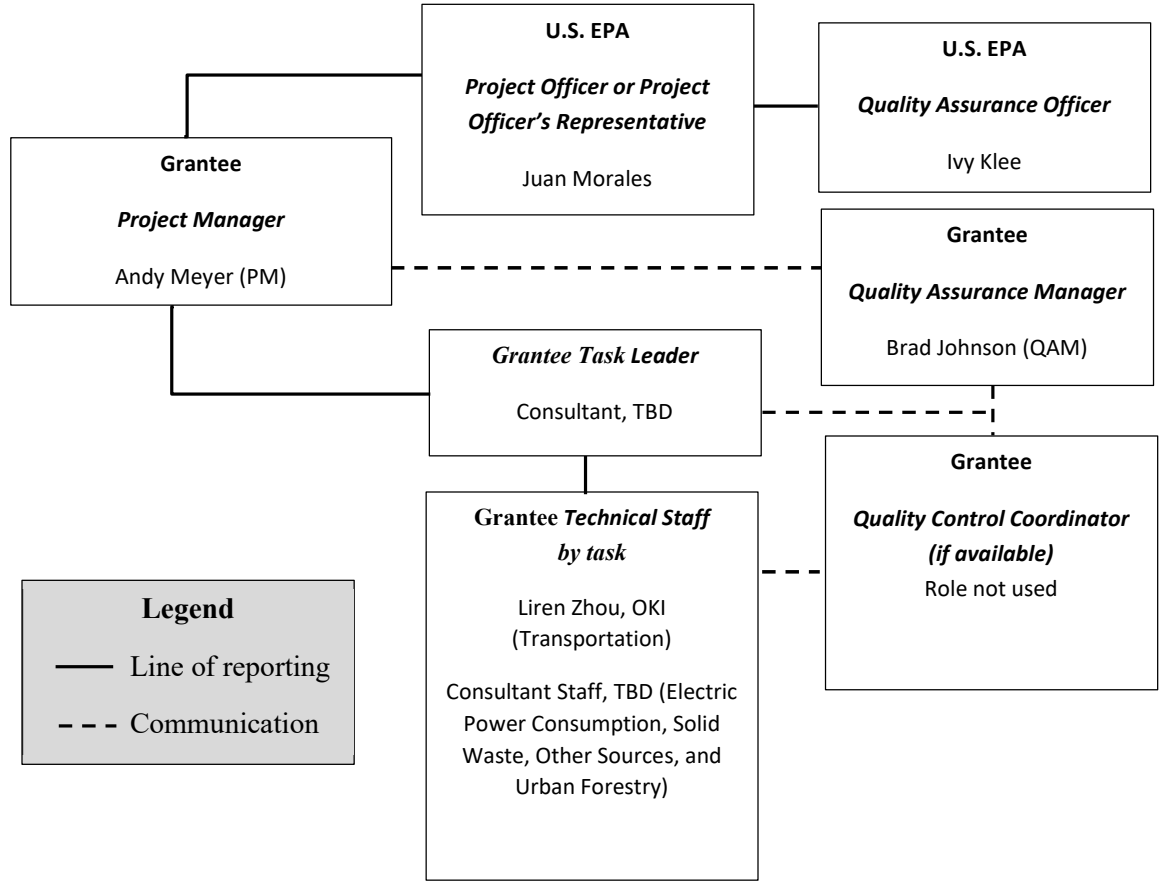 U.S. EPA
Project Officer or Project
Officer's Representative
Juan Morales
U.S. EPA
Quality Assurance Officer
Ivy Klee
Grantee
Project Manager
Andy Meyer (PM)
Grantee
Quality Assurance Manager
Brad Johnson (QAM)
Grantee Task Leader
Consultant, TBD
Grantee
Quality Control Coordinator
(if available)
Role not used
Grantee Technical Staff
by task
Liren Zhou, OKI
(Transportation)
Consultant Staff, TBD (Electric
Power Consumption, Solid
Waste, Other Sources, and
Urban Forestry)
Legend
Line of reporting
Communication